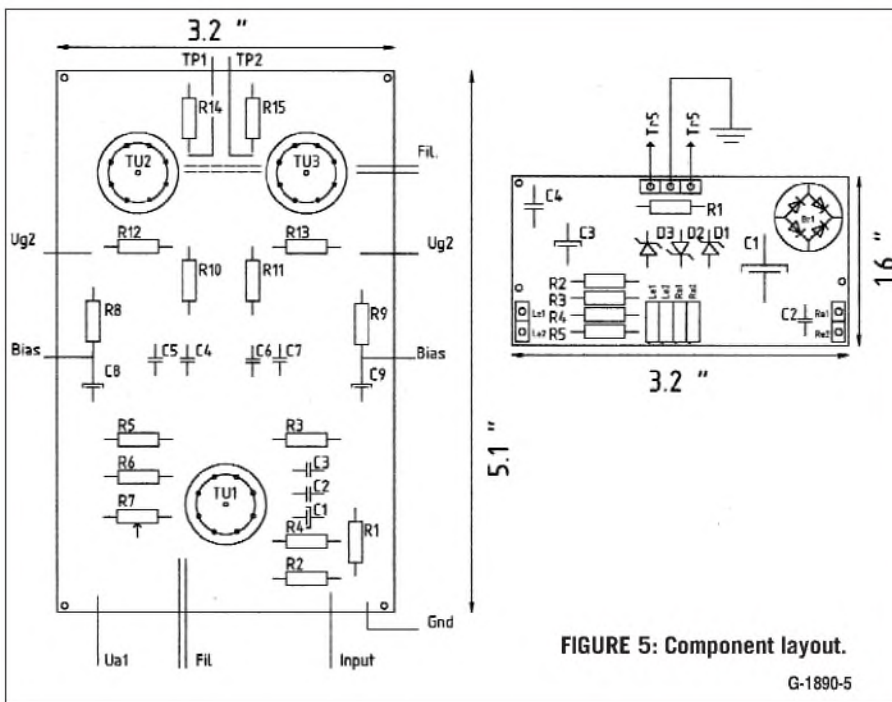 3.2 "
TP1 TP2
R14 R15
TU2 TU3
Fil.
Ug2 R12 R13 Ug2
R10 R11
R8 R9
Bias C5 C4 C6 C7 Bias
C8 C9
R5 R3
R6 C3
C2
R7 TU1 C1
R4 R1
R2
Gnd
Ua1 Fil Input
5.1 "
Tr5 Tr5
C4 R1 Br1
C3 D3 D2 D1 C1
R2
R3
R4
R5
C2
Le2
Ra1
3.2 "
1.6 "
FIGURE 5: Component layout.
G-1890-5